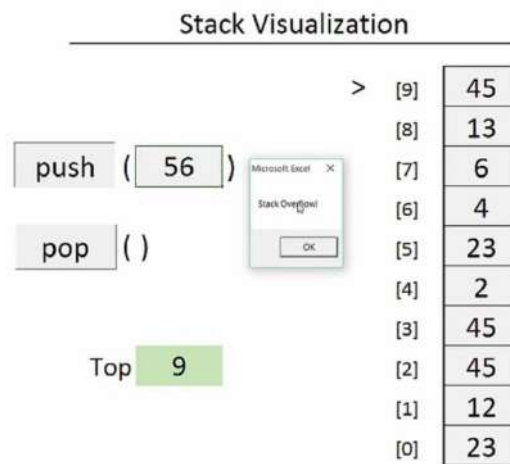 Stack Visualization
> [9] 45
[8] 13
push ( 56 ) [7] 6
Microsoft Excel ×
Stack Overflow!
OK
[6] 4
pop ( ) [5] 23
[4] 2
[3] 45
Top 9 [2] 45
[1] 12
[0] 23